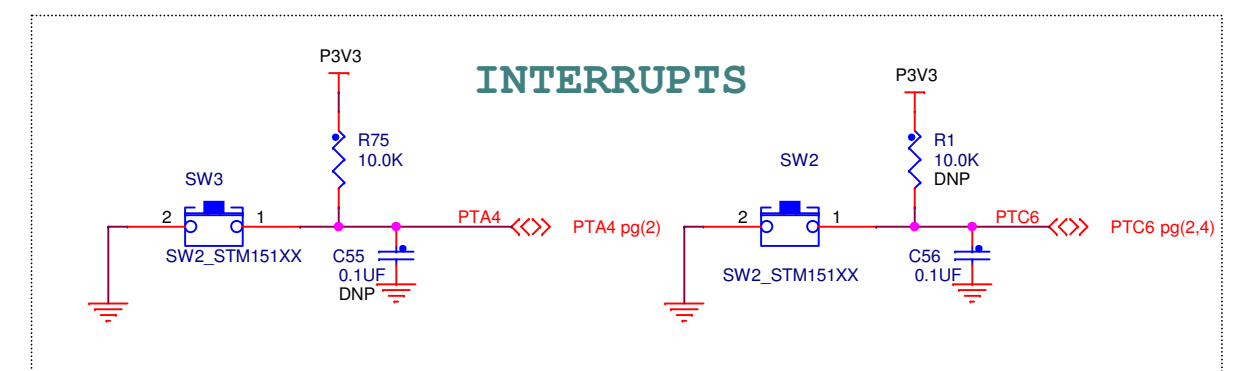 INTERRUPTS
P3V3
R75
10.0K
SW3
2
1
SW2_STM151XX
PTA4
PTA4 pg(2)
C55
0.1UF
DNP
P3V3
R1
10.0K
DNP
SW2
2
1
SW2_STM151XX
PTC6
PTC6 pg(2,4)
C56
0.1UF